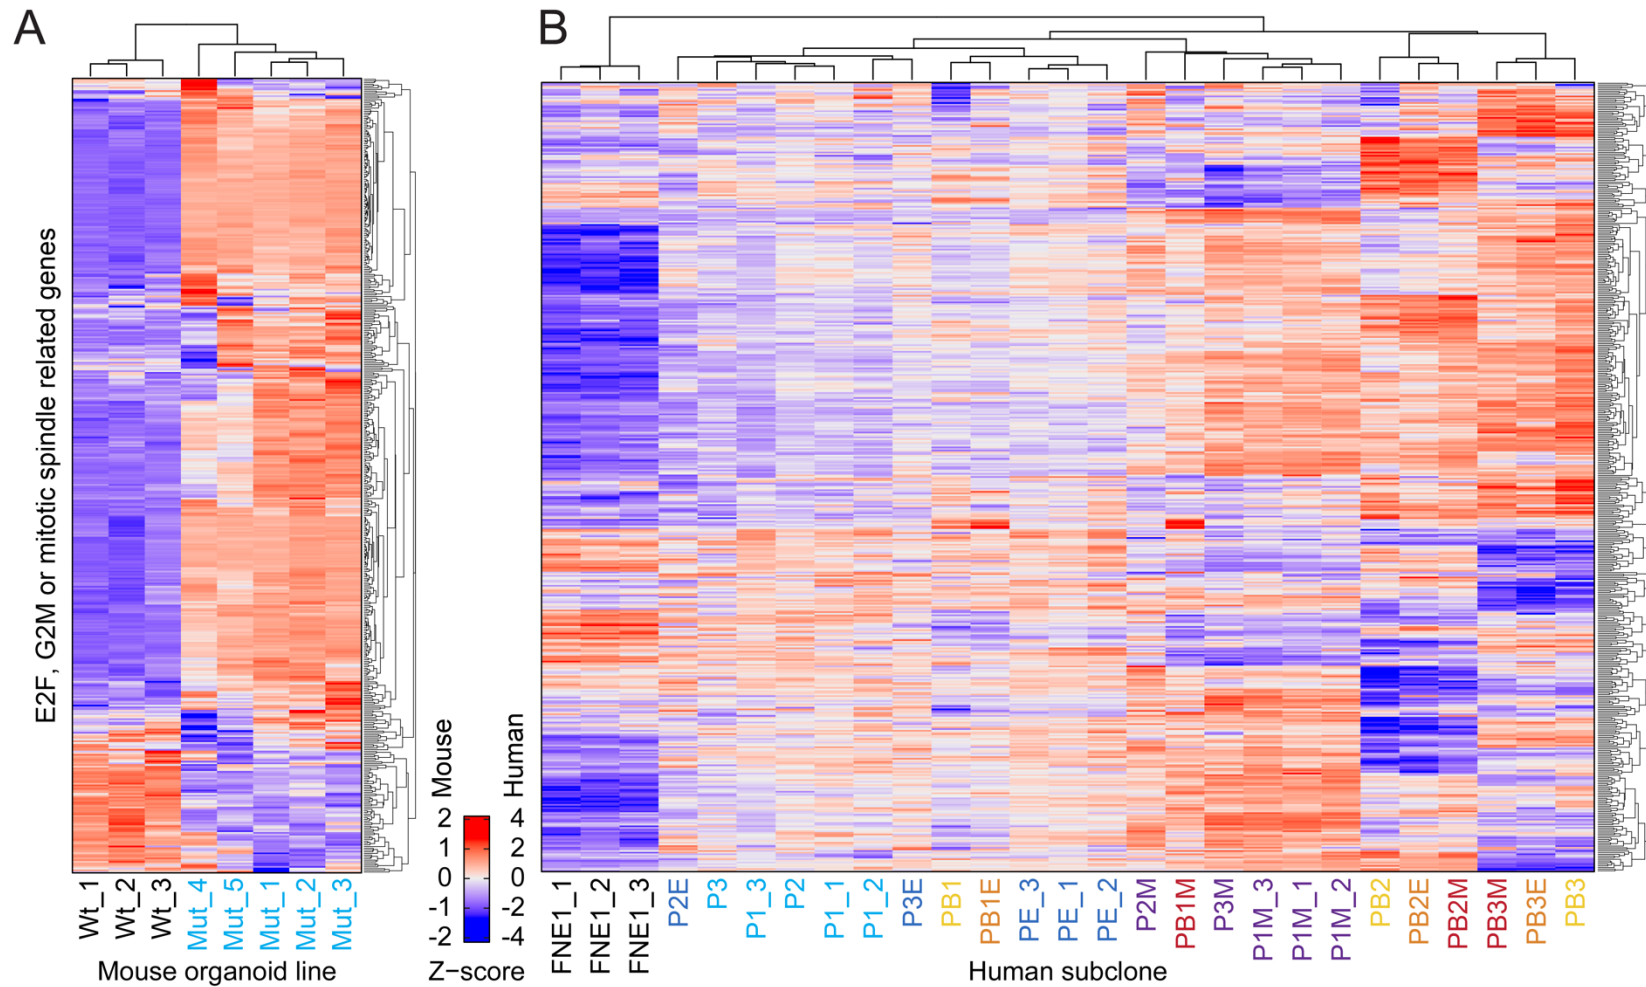 A
B
E2F, G2M or mitotic spindle related genes
Wt_1
Wt_2
Wt_3
Mut_4
Mut_5
Mut_1
Mut_2
Mut_3
Mouse organoid line
Mouse
Human
2 4
1 2
0 0
-1 -2
-2 -4
Z-score
FNE1_1
FNE1_2
FNE1_3
P2E
P3
P1_3
P2
P1_1
P1_2
P3E
PB1
PB1E
PE_3
PE_1
PE_2
P2M
PB1M
P3M
P1M_3
P1M_1
P1M_2
PB2
PB2E
PB2M
PB3M
PB3E
PB3
Human subclone